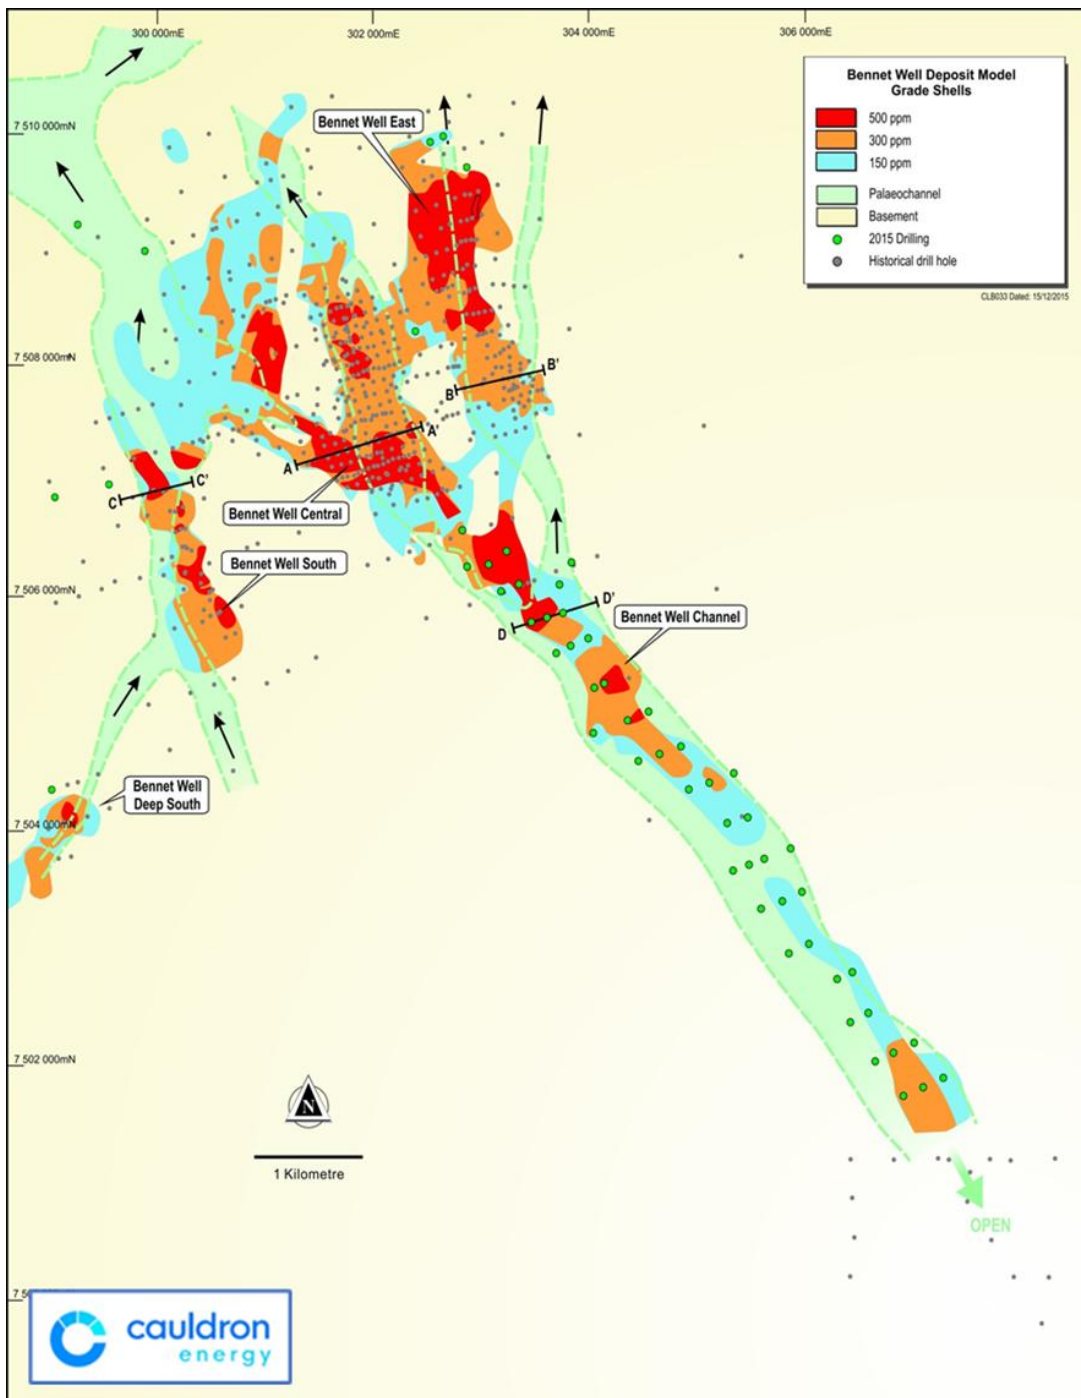 300 000mE
302 000mE
304 000mE
306 000mE
Bennet Well Deposit Model
Grade Shells
500 ppm
300 ppm
150 ppm
Palaeochannel
Basement
2015 Drilling
Historical drill hole
CLB033 Dated: 15/12/2015
Bennet Well East
7 510 000mN
7 508 000mN
B
B'
A
A'
C
C'
Bennet Well Central
Bennet Well South
7 506 000mN
D
D'
Bennet Well Channel
Bennet Well
Deep South
7 504 000mN
7 502 000mN
N
1 Kilometre
OPEN
cauldron
energy